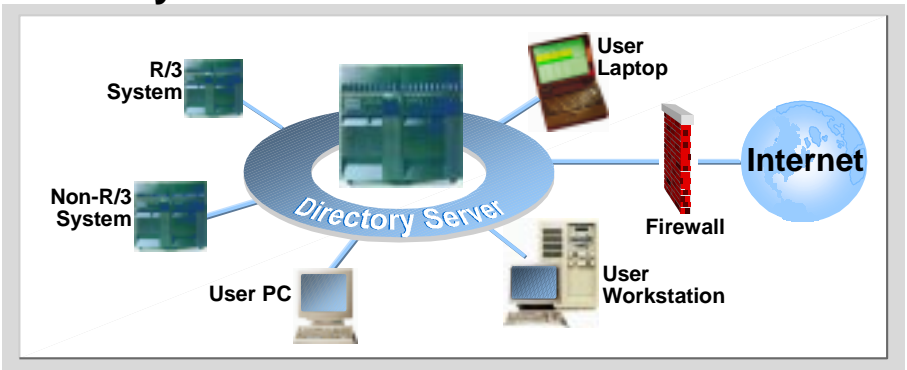 R/3
System
User
Laptop
Internet
Non-R/3
System
Directory Server
Firewall
User PC
User
Workstation